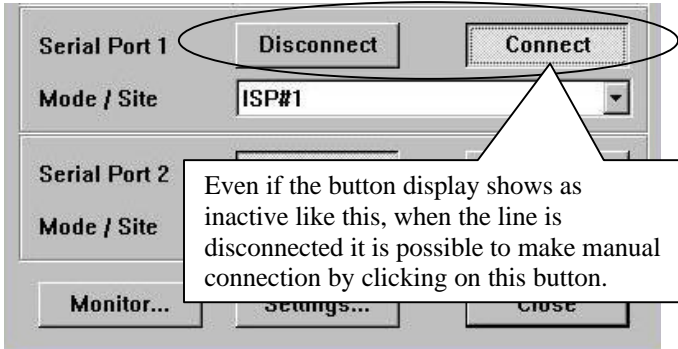 Serial Port 1 Disconnect Connect
Mode / Site ISP#1
Serial Port 2
Mode / Site
Even if the button display shows as
inactive like this, when the line is
disconnected it is possible to make manual
connection by clicking on this button.
Monitor... Settings... Close